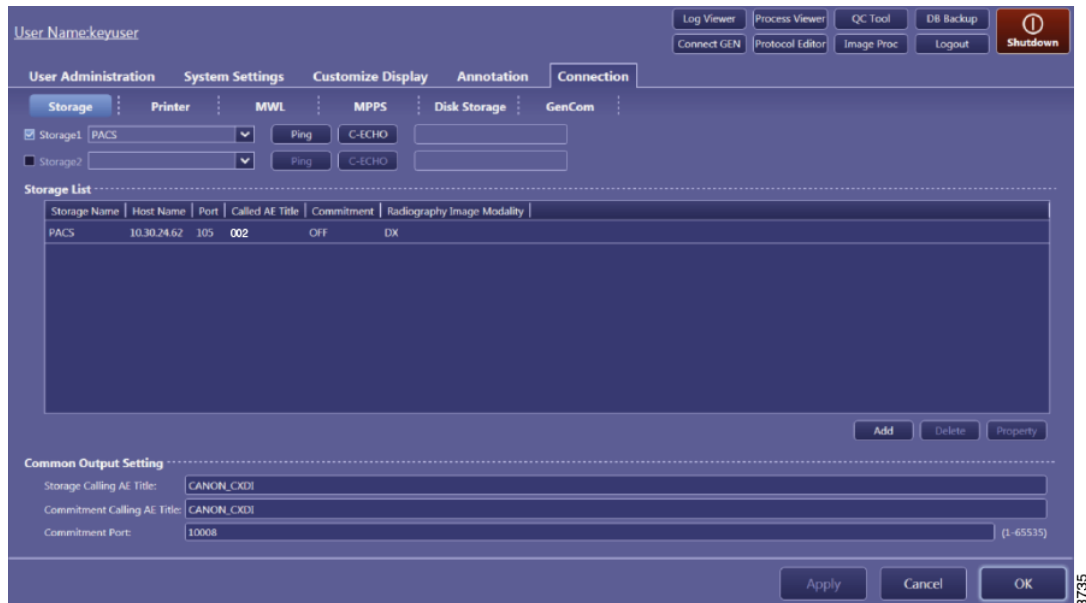 User Name:keyuser
Log Viewer Process Viewer QC Tool DB Backup
Connect GEN Protocol Editor Image Proc Logout Shutdown
User Administration System Settings Customize Display Annotation Connection
Storage Printer MWL MPPS Disk Storage GenCom
Storage1 PACS Ping C-ECHO
Storage2 Ping C-ECHO
Storage List
Storage Name Host Name Port Called AE Title Commitment Radiography Image Modality
PACS 10.30.24.62 105 002 OFF DX
Add Delete Property
Common Output Setting
Storage Calling AE Title: CANON_CXDI
Commitment Calling AE Title: CANON_CXDI
Commitment Port: 10008 (1-65535)
Apply Cancel OK